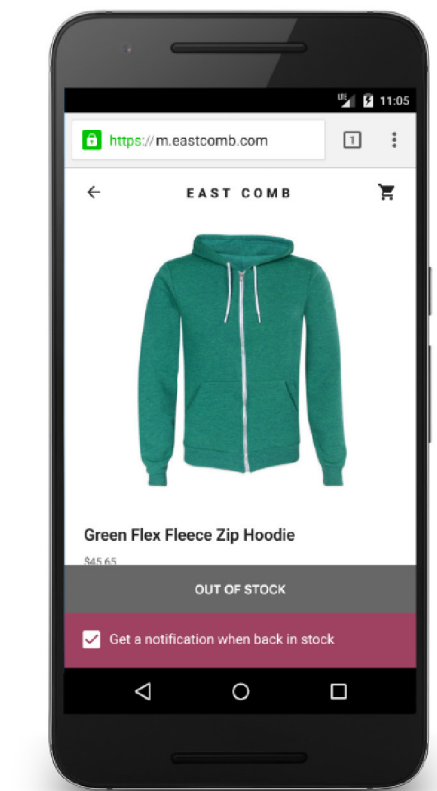 LTE 11:05
https://m.eastcomb.com 1
EAST COMB
Green Flex Fleece Zip Hoodie
$45.65
OUT OF STOCK
Get a notification when back in stock